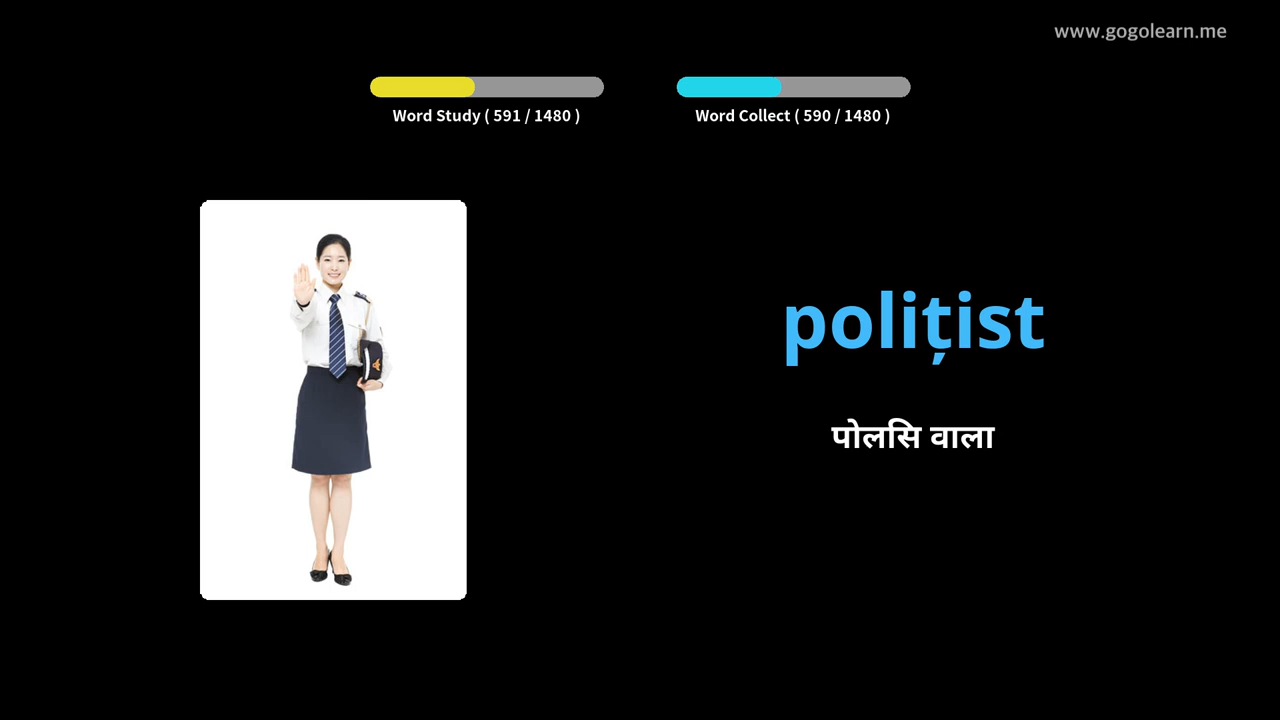 www.gogolearn.me
Word Study ( 591 / 1480 )
Word Collect ( 590 / 1480 )
polițist
पोलसि वाला